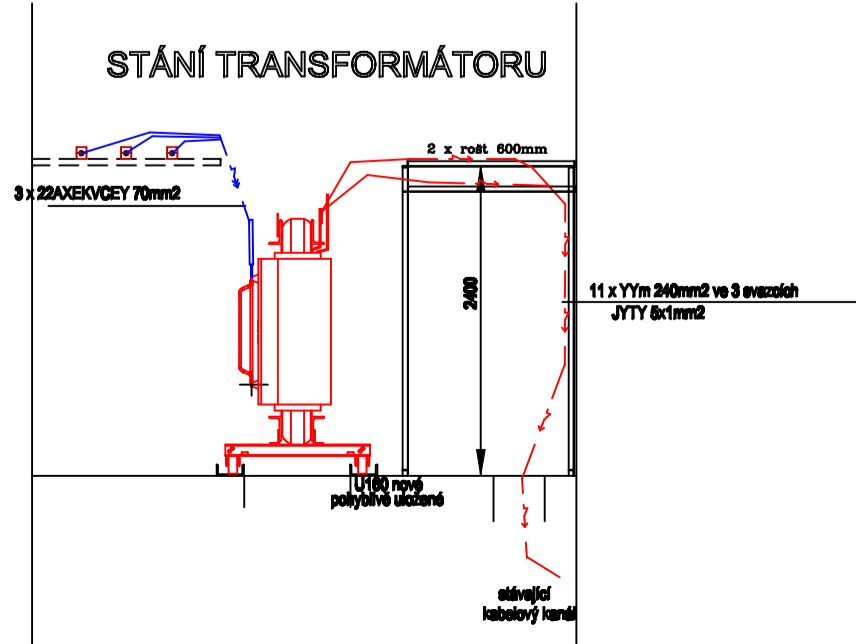 STÁNÍ TRANSFORMÁTORU
2 x rošt 600mm
3 x 22AXEKVCEY 70mm2
2400
11 x YYm 240mm2 ve 3 svazcích
JYTY 5x1mm2
U160 nové
pohyblivě uložené
stávající
kabelový kanál